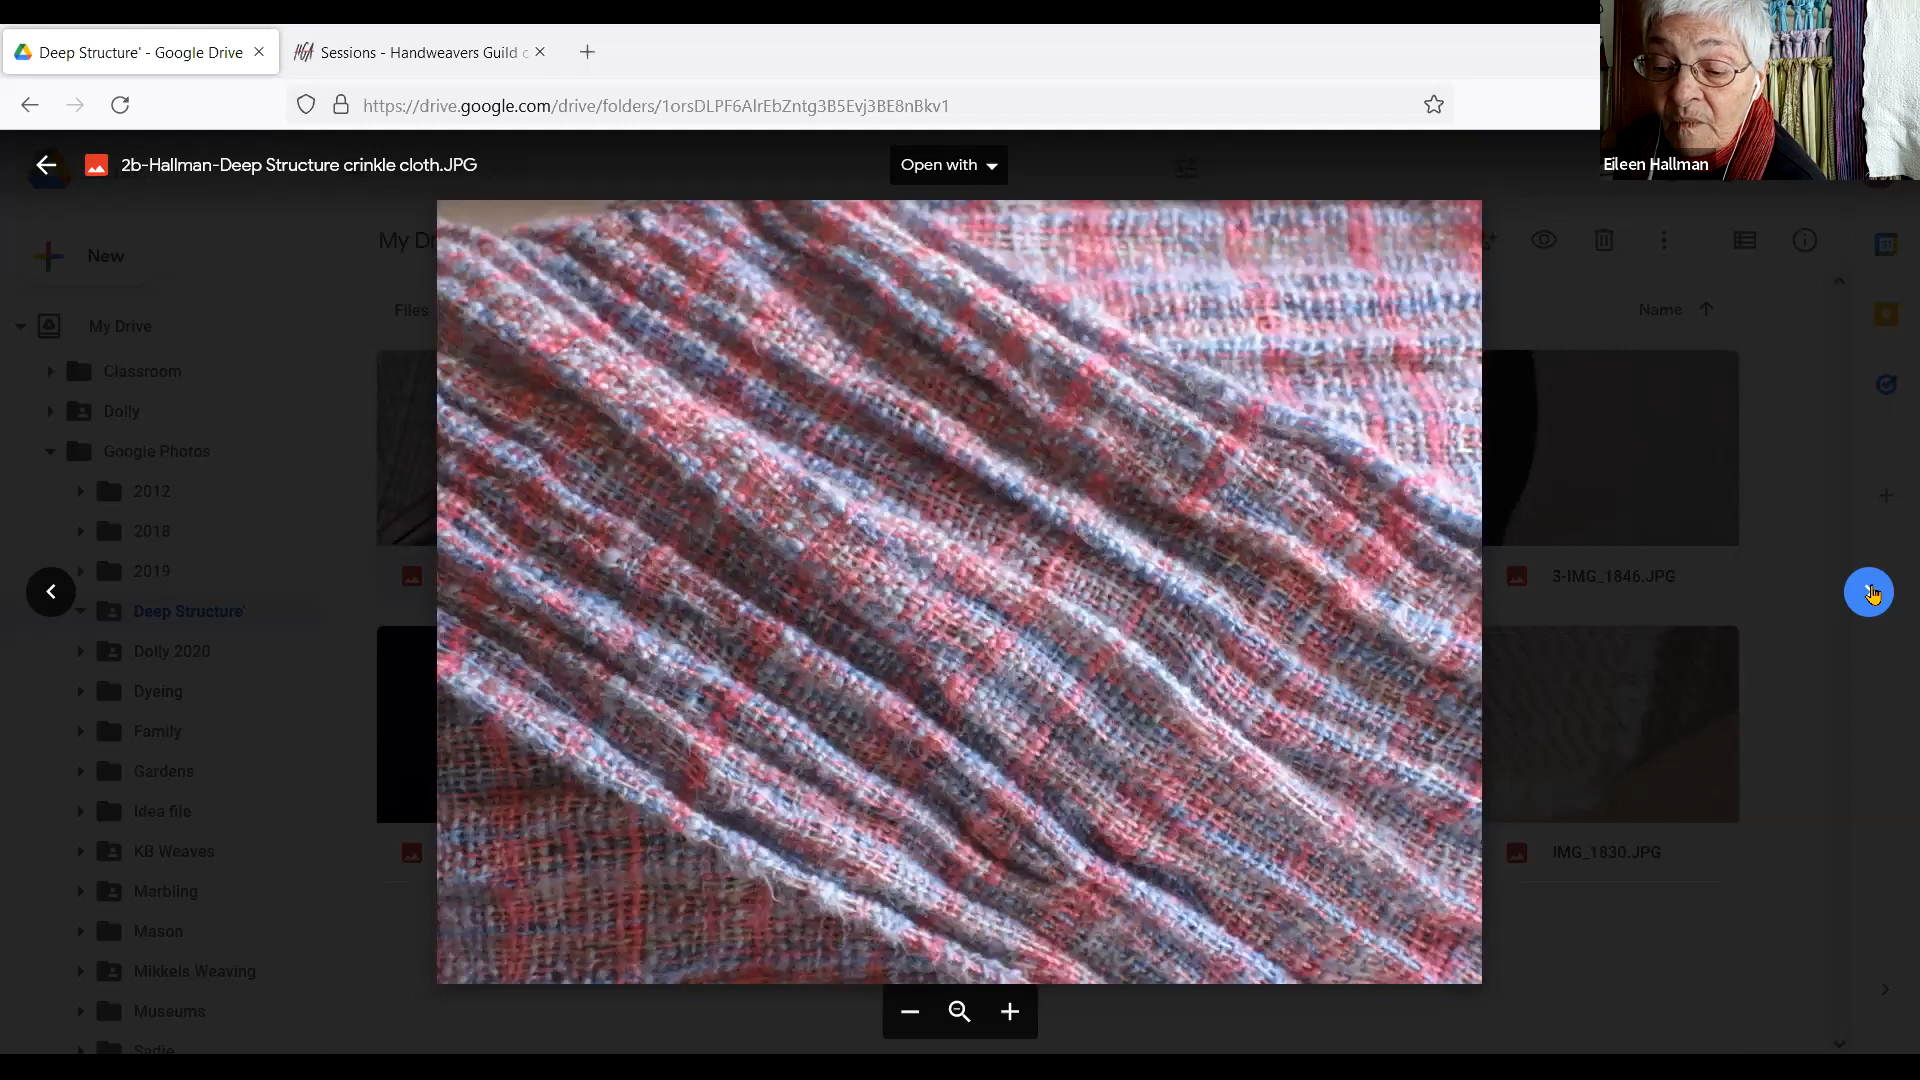 Deep Structure' - Google Drive
Sessions - Handweavers Guild
https://drive.google.com/drive/folders/1orsDLPF6AlrEbZntg3B5Evj3BE8nBkv1
Eileen Hallman
2b-Hallman-Deep Structure crinkle cloth.JPG
Open with
New
My Dr
Files
Name
My Drive
Classroom
Dolly
Google Photos
2012
2018
2019
Deep Structure'
Dolly 2020
Dyeing
Family
Gardens
Idea file
KB Weaves
Marbling
Mason
Mikkels Weaving
Museums
Sadie
3-IMG_1846.JPG
IMG_1830.JPG
31